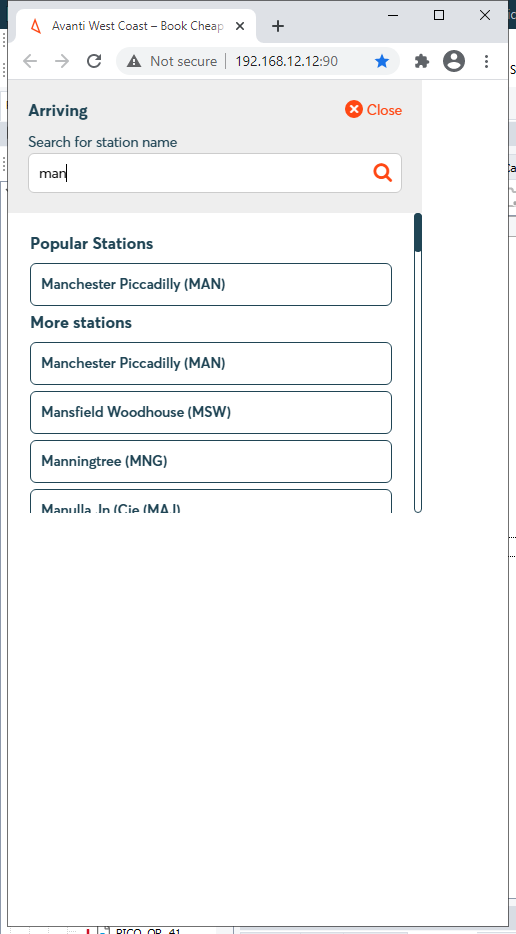 Avanti West Coast – Book Cheap
Not secure
192.168.12.12:90
Arriving
Close
Search for station name
man
Popular Stations
Manchester Piccadilly (MAN)
More stations
Manchester Piccadilly (MAN)
Mansfield Woodhouse (MSW)
Manningtree (MNG)
Manulla Jn (Cie (MAJ)